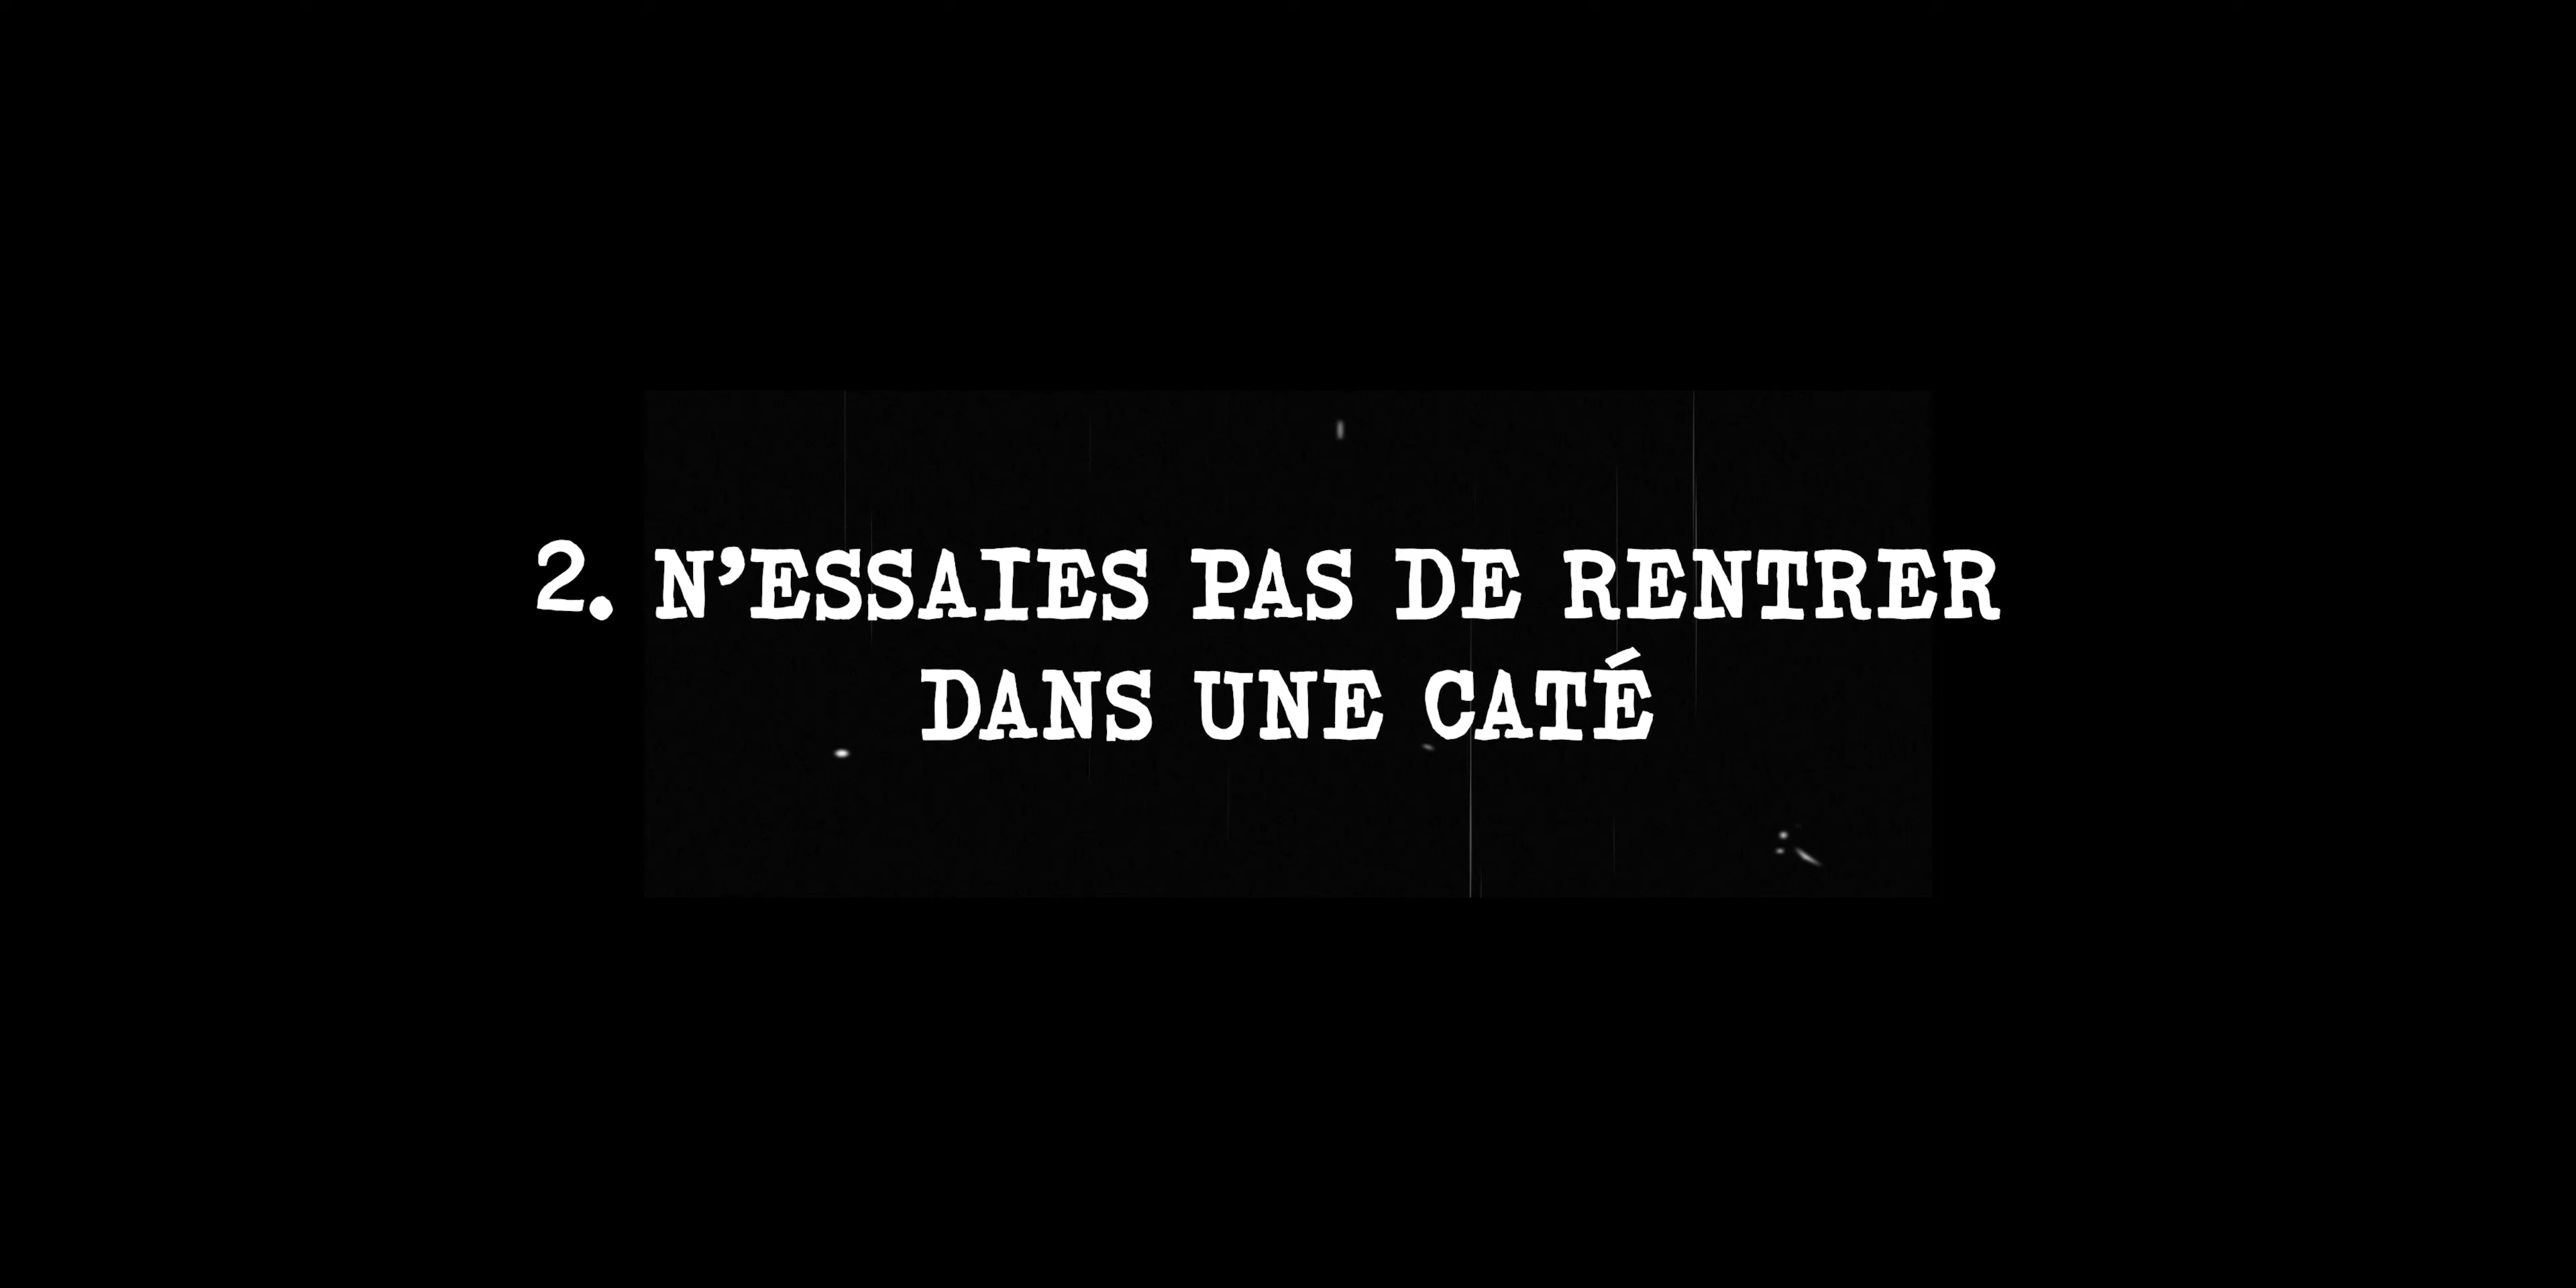 2. N’ESSAIES PAS DE RENTRER
DANS UNE CATÉ